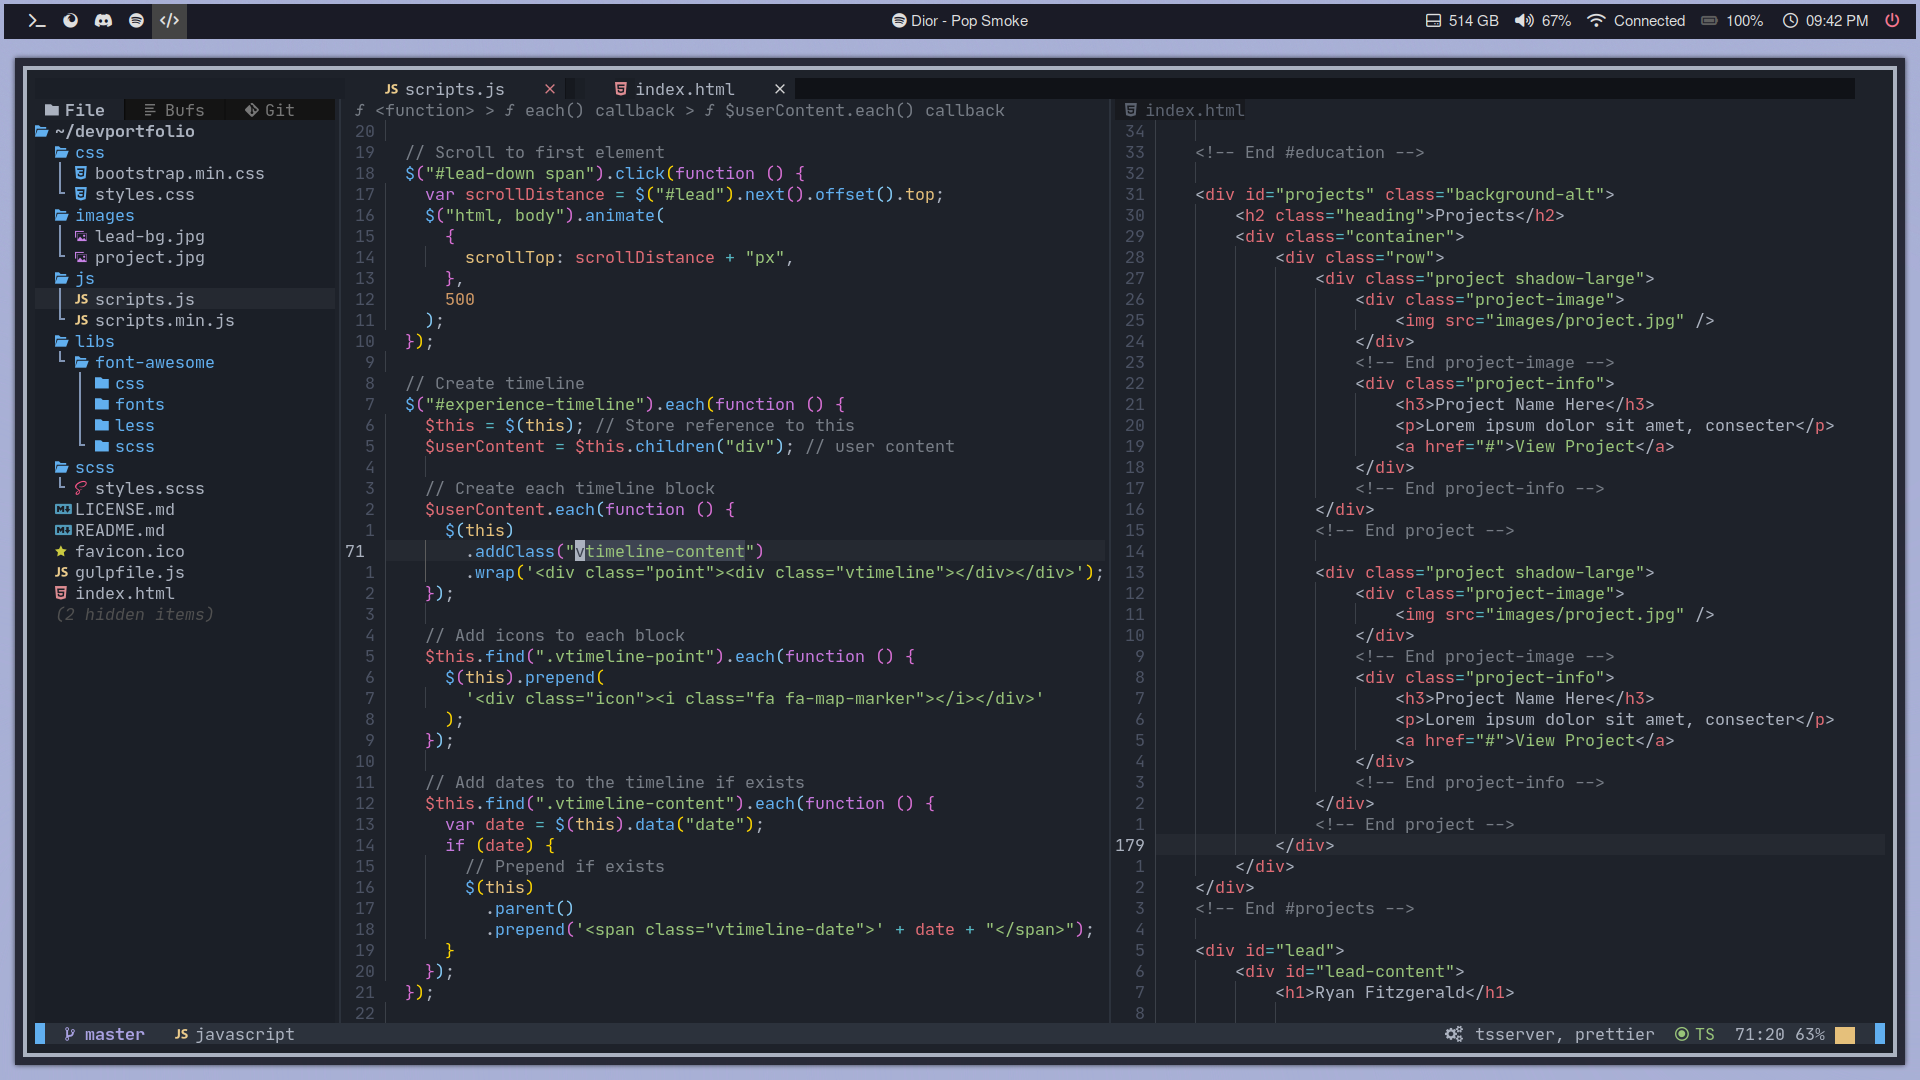 Dior - Pop Smoke
514 GB 67% Connected 100% 09:42 PM
JS scripts.js × index.html ×
File Bufs Git
~/devportfolio
css
bootstrap.min.css
styles.css
images
lead-bg.jpg
project.jpg
js
JS scripts.js
JS scripts.min.js
libs
font-awesome
css
fonts
less
scss
scss
styles.scss
LICENSE.md
README.md
favicon.ico
JS gulpfile.js
index.html
(2 hidden items)
ƒ <function> > ƒ each() callback > ƒ $userContent.each() callback
20
19 // Scroll to first element
18 $("#lead-down span").click(function () {
17 var scrollDistance = $("#lead").next().offset().top;
16 $("html, body").animate(
15 {
14 scrollTop: scrollDistance + "px",
13 },
12 500
11 );
10 });
9
8 // Create timeline
7 $("#experience-timeline").each(function () {
6 $this = $(this); // Store reference to this
5 $userContent = $this.children("div"); // user content
4
3 // Create each timeline block
2 $userContent.each(function () {
1 $(this)
71 .addClass("vtimeline-content")
1 .wrap('<div class="point"><div class="vtimeline"></div></div>');
2 });
3
4 // Add icons to each block
5 $this.find(".vtimeline-point").each(function () {
6 $(this).prepend(
7 '<div class="icon"><i class="fa fa-map-marker"></i></div>'
8 );
9 });
10
11 // Add dates to the timeline if exists
12 $this.find(".vtimeline-content").each(function () {
13 var date = $(this).data("date");
14 if (date) {
15 // Prepend if exists
16 $(this)
17 .parent()
18 .prepend('<span class="vtimeline-date">' + date + "</span>");
19 }
20 });
21 });
22
index.html
34
33 <!-- End #education -->
32
31 <div id="projects" class="background-alt">
30 <h2 class="heading">Projects</h2>
29 <div class="container">
28 <div class="row">
27 <div class="project shadow-large">
26 <div class="project-image">
25 <img src="images/project.jpg" />
24 </div>
23 <!-- End project-image -->
22 <div class="project-info">
21 <h3>Project Name Here</h3>
20 <p>Lorem ipsum dolor sit amet, consecter</p>
19 <a href="#">View Project</a>
18 </div>
17 <!-- End project-info -->
16 </div>
15 <!-- End project -->
14
13 <div class="project shadow-large">
12 <div class="project-image">
11 <img src="images/project.jpg" />
10 </div>
9 <!-- End project-image -->
8 <div class="project-info">
7 <h3>Project Name Here</h3>
6 <p>Lorem ipsum dolor sit amet, consecter</p>
5 <a href="#">View Project</a>
4 </div>
3 <!-- End project-info -->
2 </div>
1 <!-- End project -->
179 </div>
1 </div>
2 </div>
3 <!-- End #projects -->
4
5 <div id="lead">
6 <div id="lead-content">
7 <h1>Ryan Fitzgerald</h1>
8
master JS javascript tsserver, prettier TS 71:20 63%